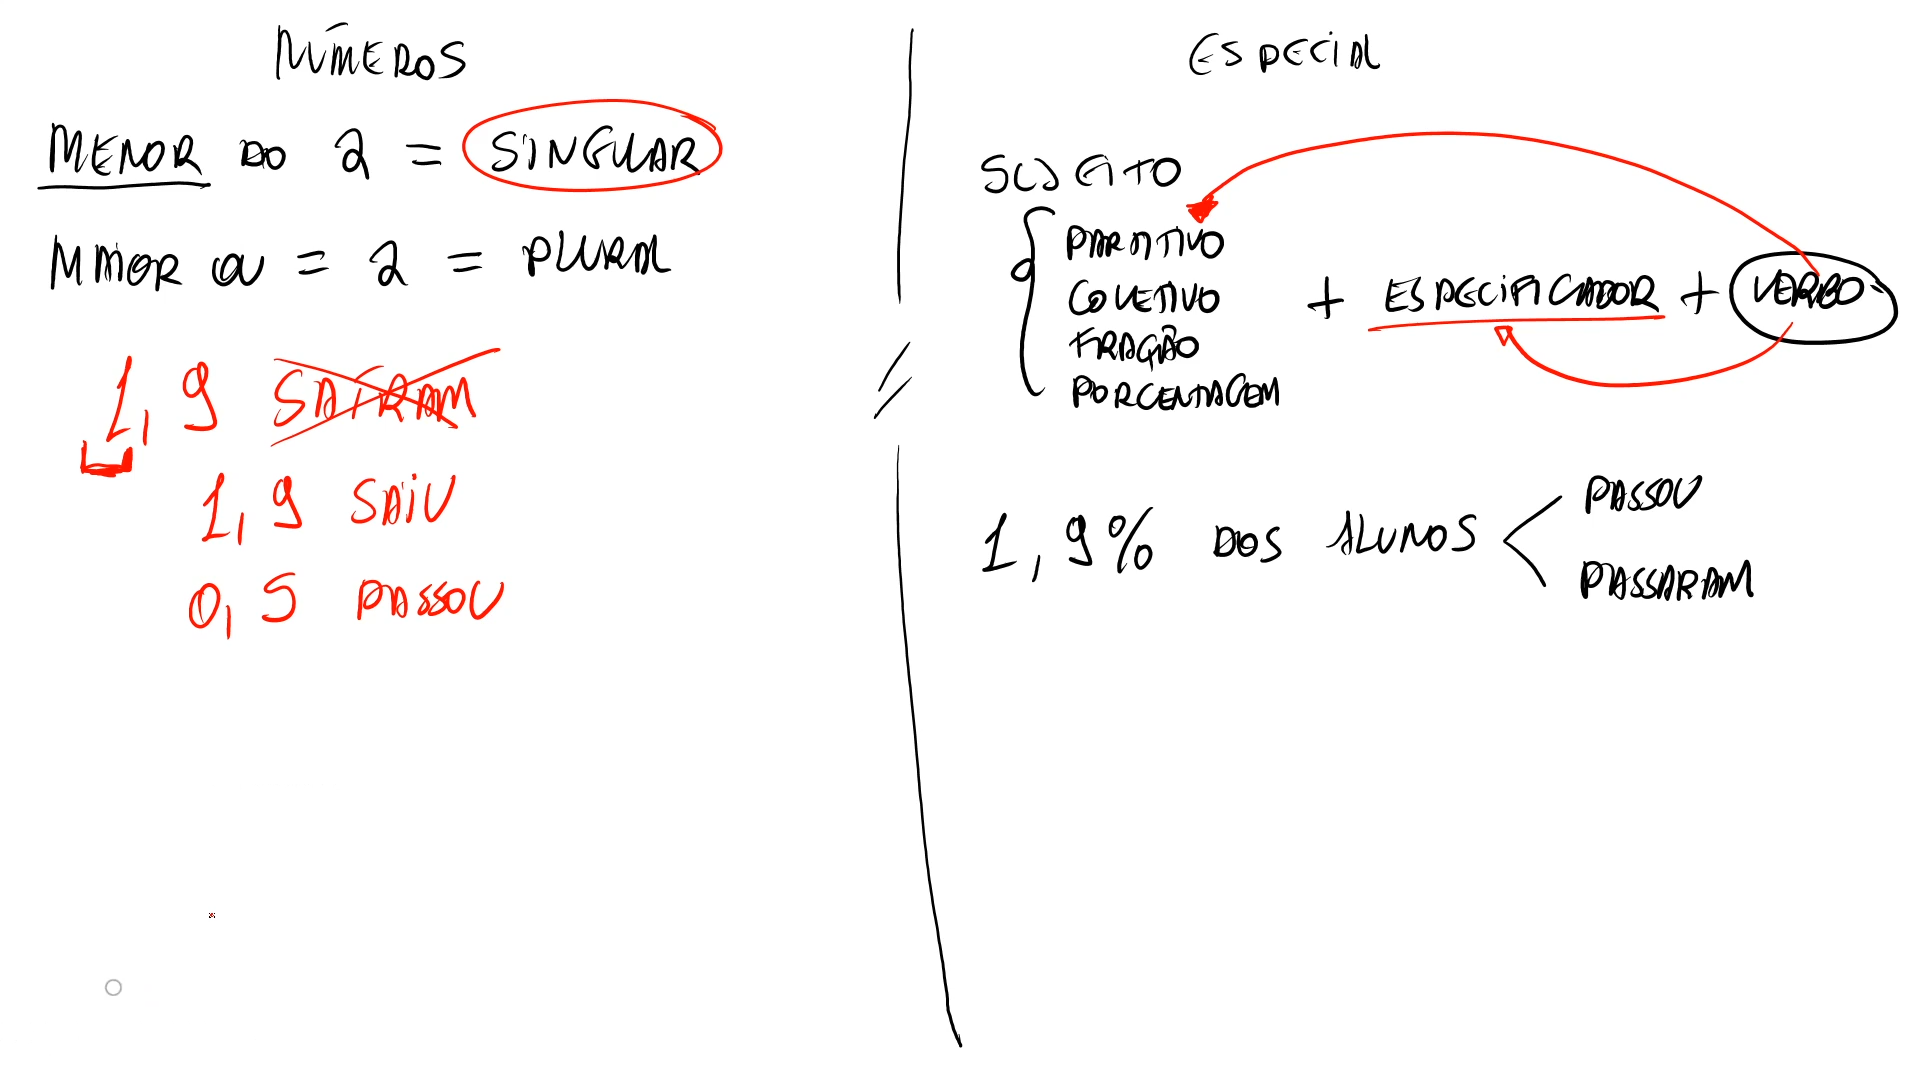 NÚMEROS
MENOR DO 2 = SINGULAR
MAIOR OU = 2 = PLURAL
1,9 SAÍRAM
1,9 SAIU
0,5 PASSOU
ESPECIAL
SUJEITO
PARTITIVO
COLETIVO
FRAÇÃO
PORCENTAGEM
+ ESPECIFICADOR + VERBO
1,9% DOS ALUNOS
PASSOU
PASSARAM